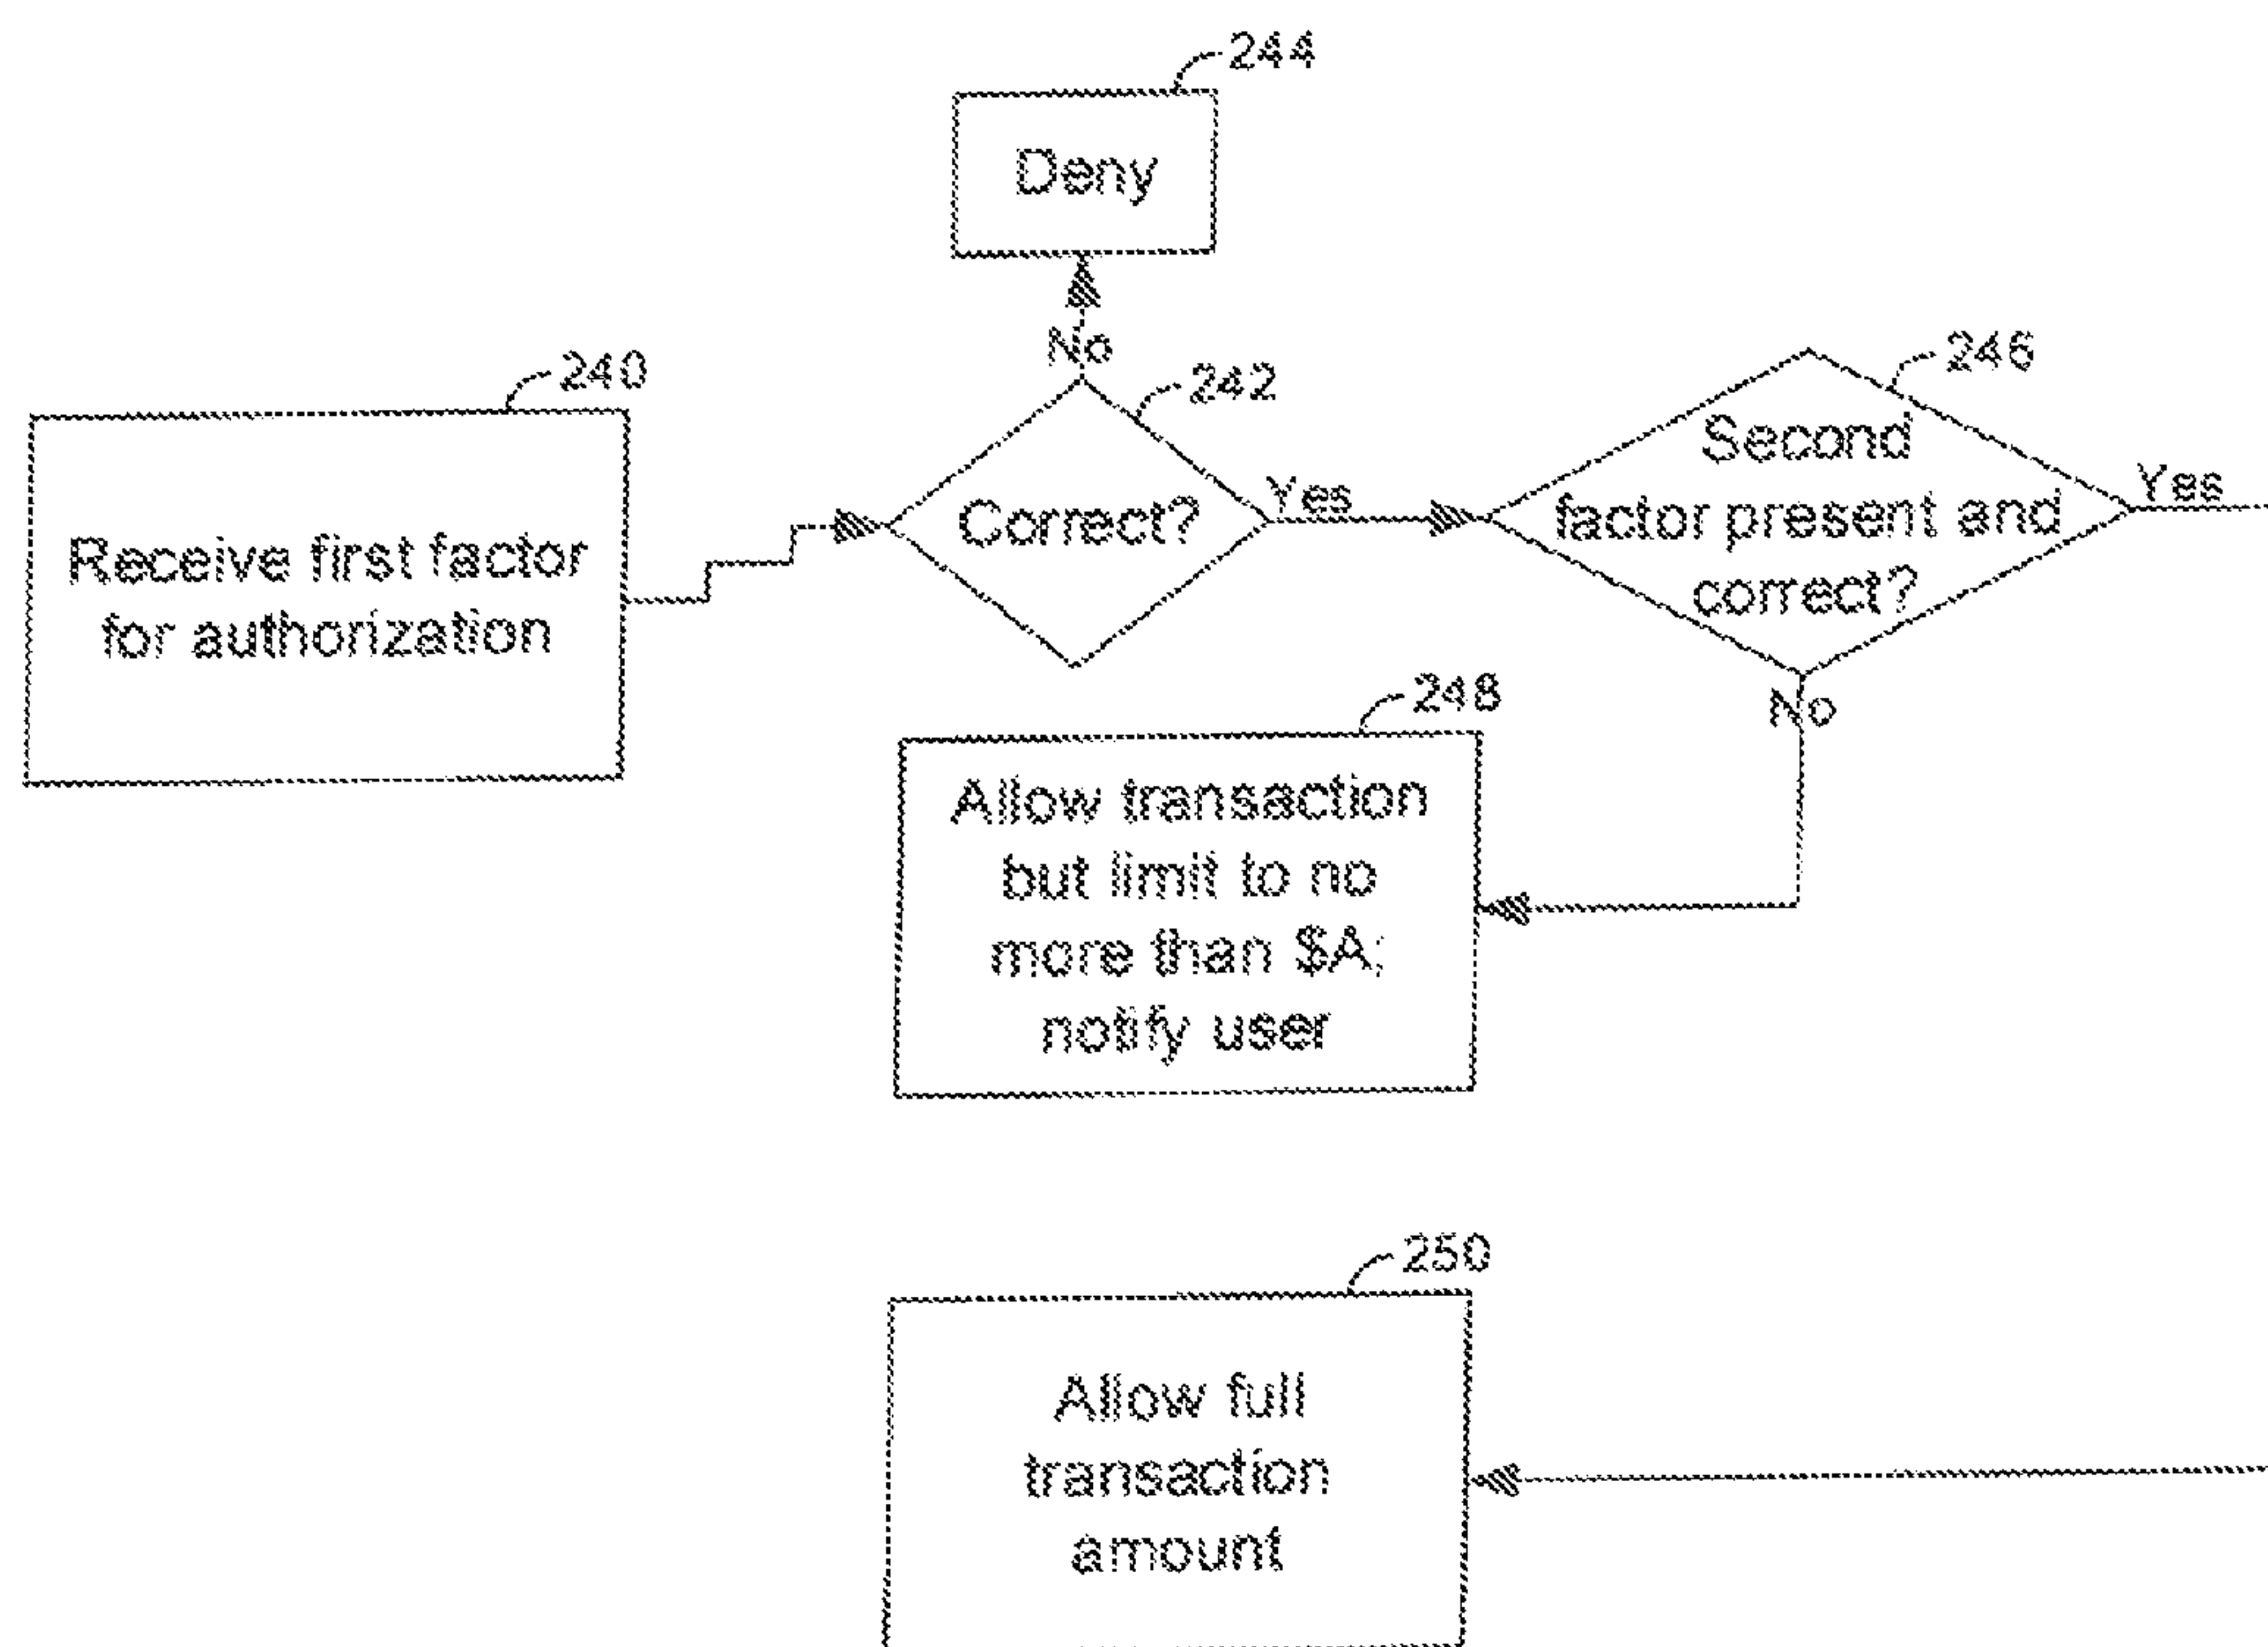 244
Deny
No
240
242
246
Receive first factor
for authorization
Correct?
Yes
Second
factor present and
correct?
Yes
No
248
Allow transaction
but limit to no
more than $A;
notify user
250
Allow full
transaction
amount